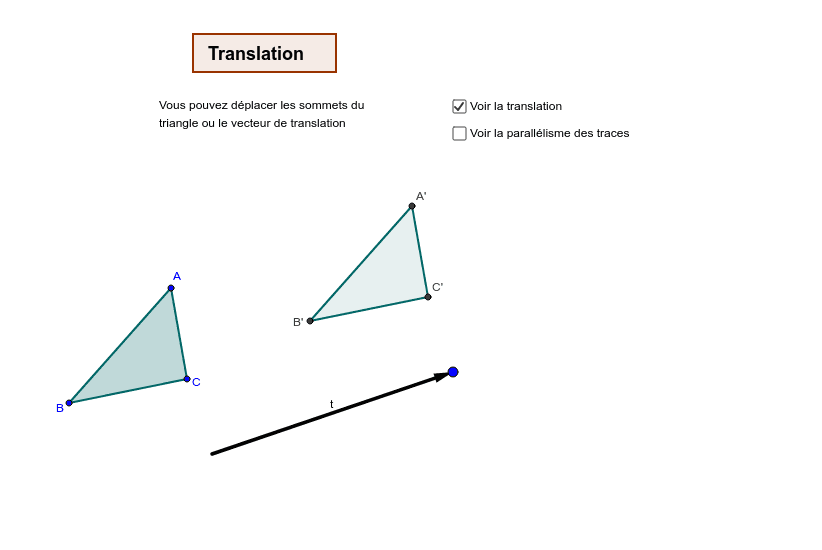 Translation
Vous pouvez déplacer les sommets du
triangle ou le vecteur de translation
Voir la translation
Voir la parallélisme des traces
A'
A
C'
B'
C
B
t